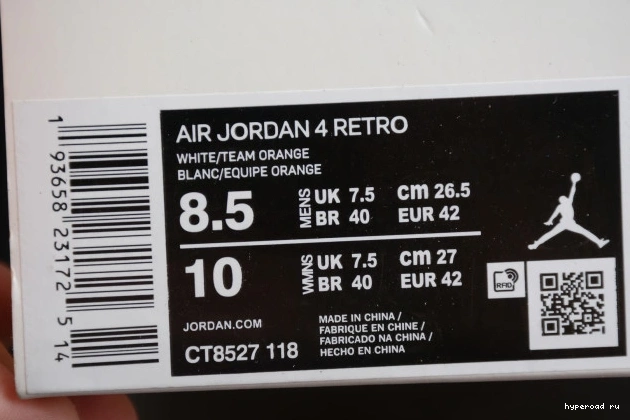 AIR JORDAN 4 RETRO
WHITE/TEAM ORANGE
BLANC/EQUIPE ORANGE
8.5 MENS UK 7.5 cm 26.5
BR 40 EUR 42
10 WMNS UK 7.5 cm 27
BR 40 EUR 42
JORDAN.COM
CT8527 118
MADE IN CHINA /
FABRIQUE EN CHINE /
FABRICADO NA CHINA /
HECHO EN CHINA
RFID
1 93658 23172 5 14
hyperoad ru